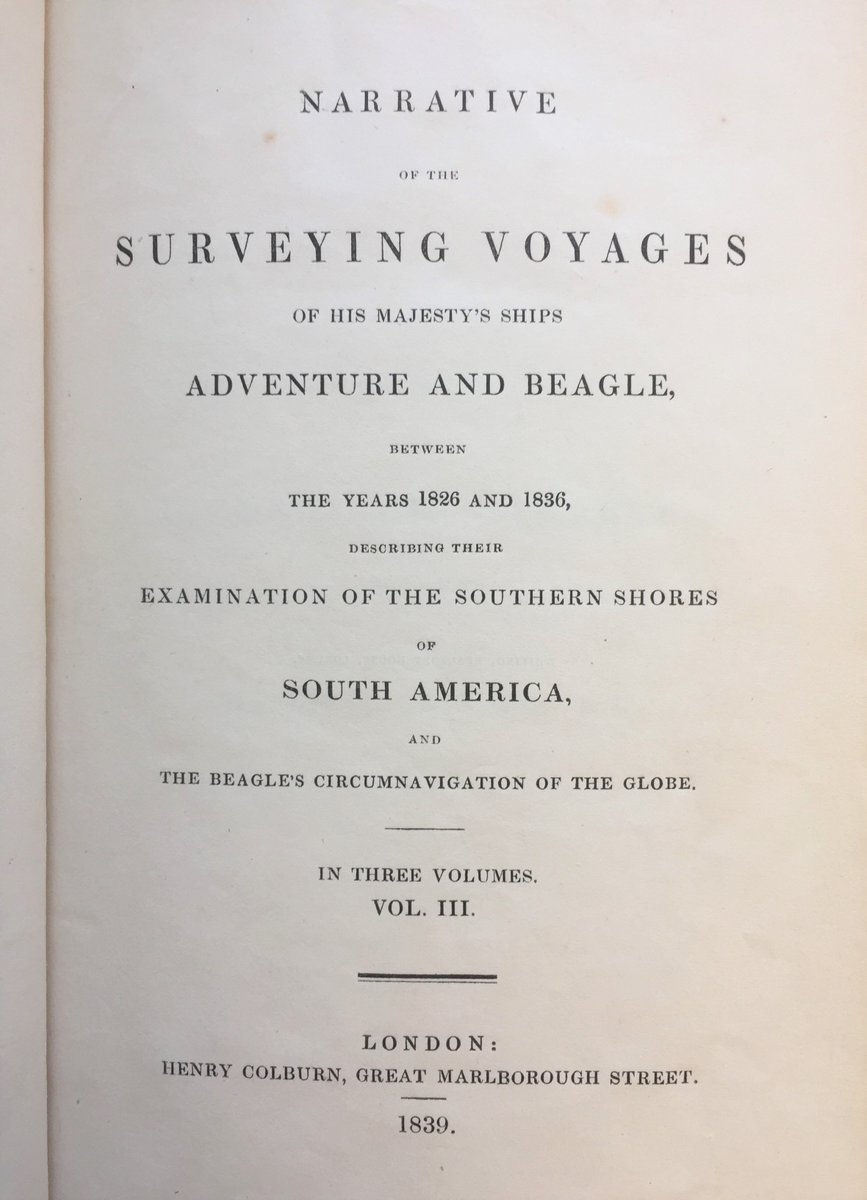 NARRATIVE
OF THE
SURVEYING VOYAGES
OF HIS MAJESTY'S SHIPS
ADVENTURE AND BEAGLE,
BETWEEN
THE YEARS 1826 AND 1836,
DESCRIBING THEIR
EXAMINATION OF THE SOUTHERN SHORES
OF
SOUTH AMERICA,
AND
THE BEAGLE'S CIRCUMNAVIGATION OF THE GLOBE.
IN THREE VOLUMES.
VOL. III.
LONDON:
HENRY COLBURN, GREAT MARLBOROUGH STREET.
1839.